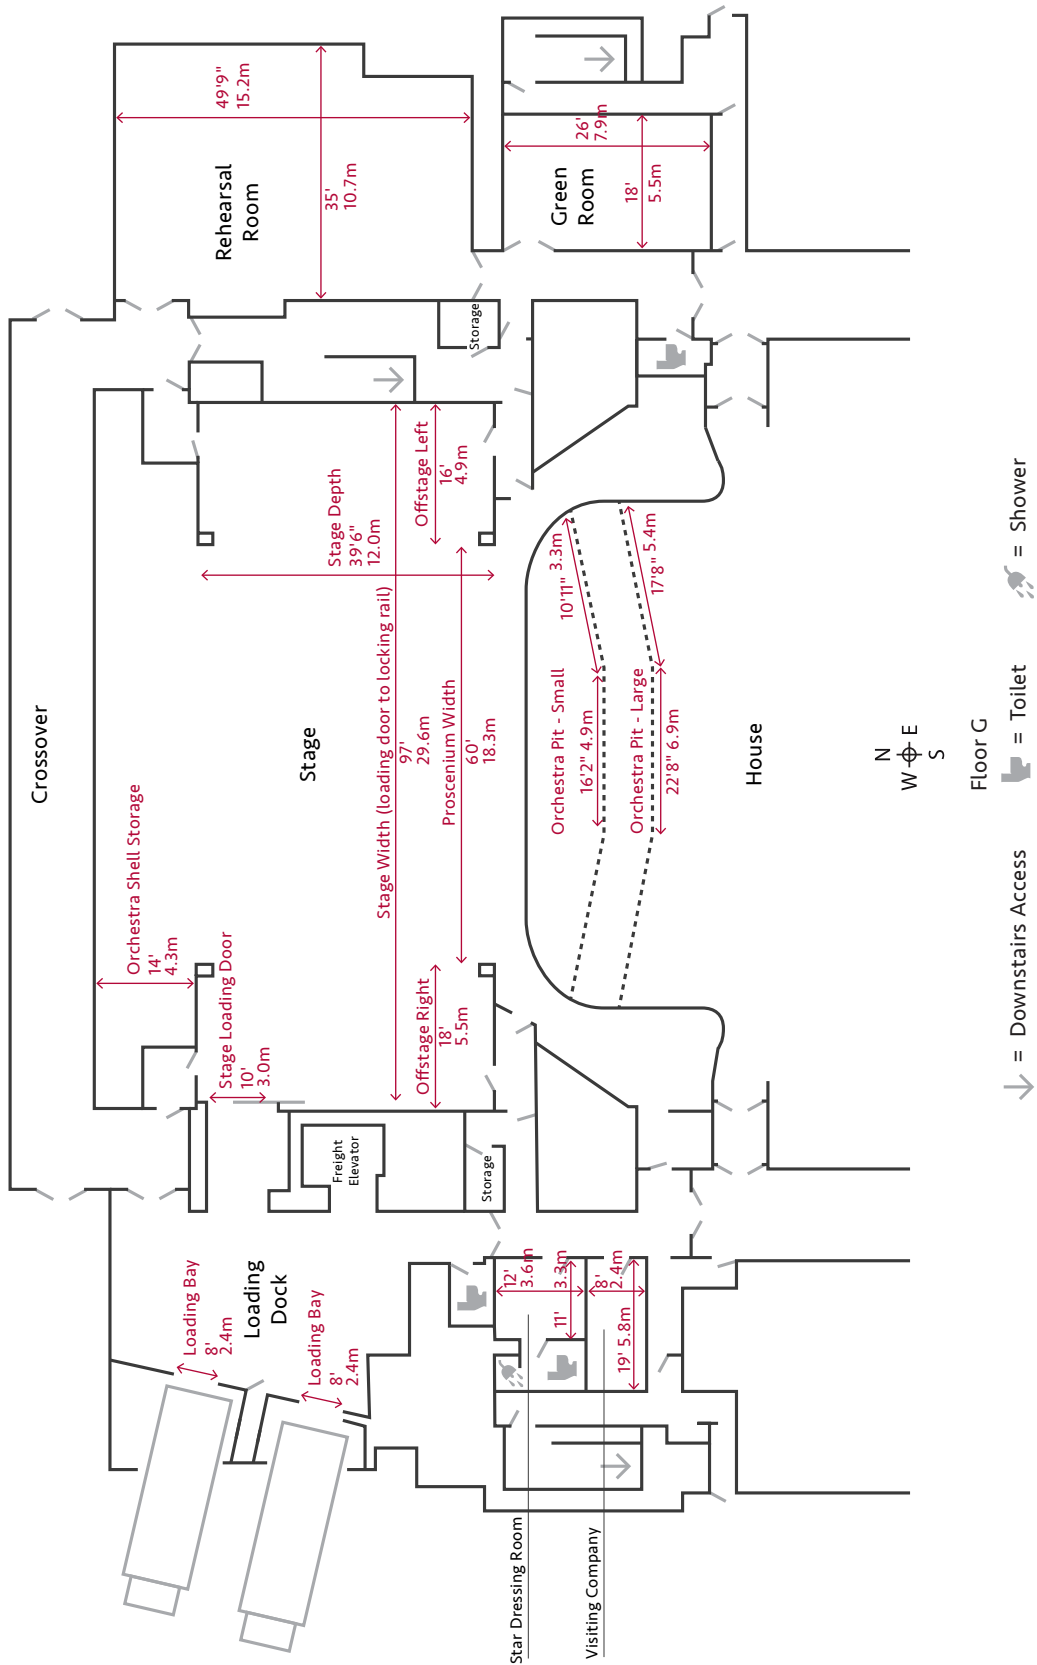 Crossover
Orchestra Shell Storage
14'
4.3m
Stage Loading Door
10'
3.0m
Stage
Stage Depth
39'6"
12.0m
Stage Width (loading door to locking rail)
97'
29.6m
Proscenium Width
60'
18.3m
Offstage Left
16'
4.9m
Offstage Right
18'
5.5m
Rehearsal
Room
49'9"
15.2m
35'
10.7m
Storage
Green
Room
26'
7.9m
18'
5.5m
Loading
Dock
Loading Bay
8'
2.4m
Loading Bay
8'
2.4m
Freight
Elevator
Storage
12'
3.6m
11'
3.3m
8'
2.4m
19' 5.8m
Star Dressing Room
Visiting Company
Orchestra Pit - Small
16'2" 4.9m
10'11" 3.3m
Orchestra Pit - Large
22'8" 6.9m
17'8" 5.4m
House
N
W E
S
Floor G
= Downstairs Access
= Toilet
= Shower